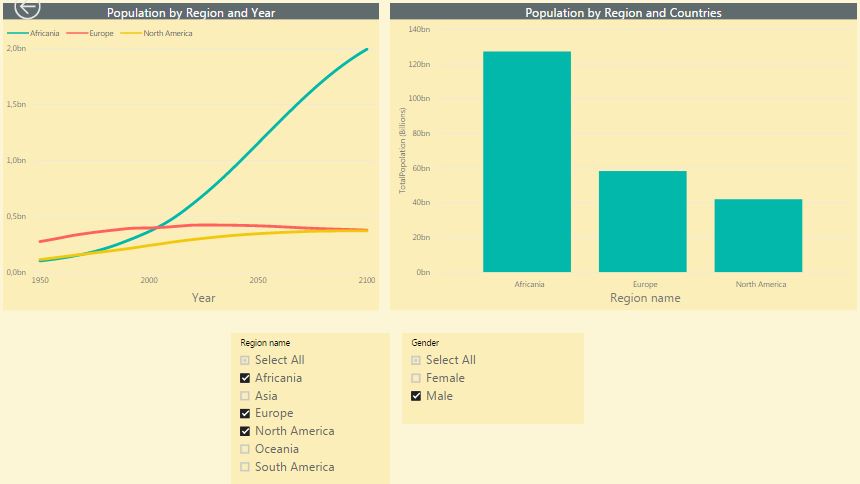 Population by Region and Year
Africania Europe North America
2,0bn
1,5bn
1,0bn
0,5bn
0,0bn
1950 2000 2050 2100
Year
Population by Region and Countries
140bn
120bn
100bn
80bn
60bn
40bn
20bn
0bn
TotalPopolation (Billions)
Africania Europe North America
Region name
Region name
Select All
Africania
Asia
Europe
North America
Oceania
South America
Gender
Select All
Female
Male